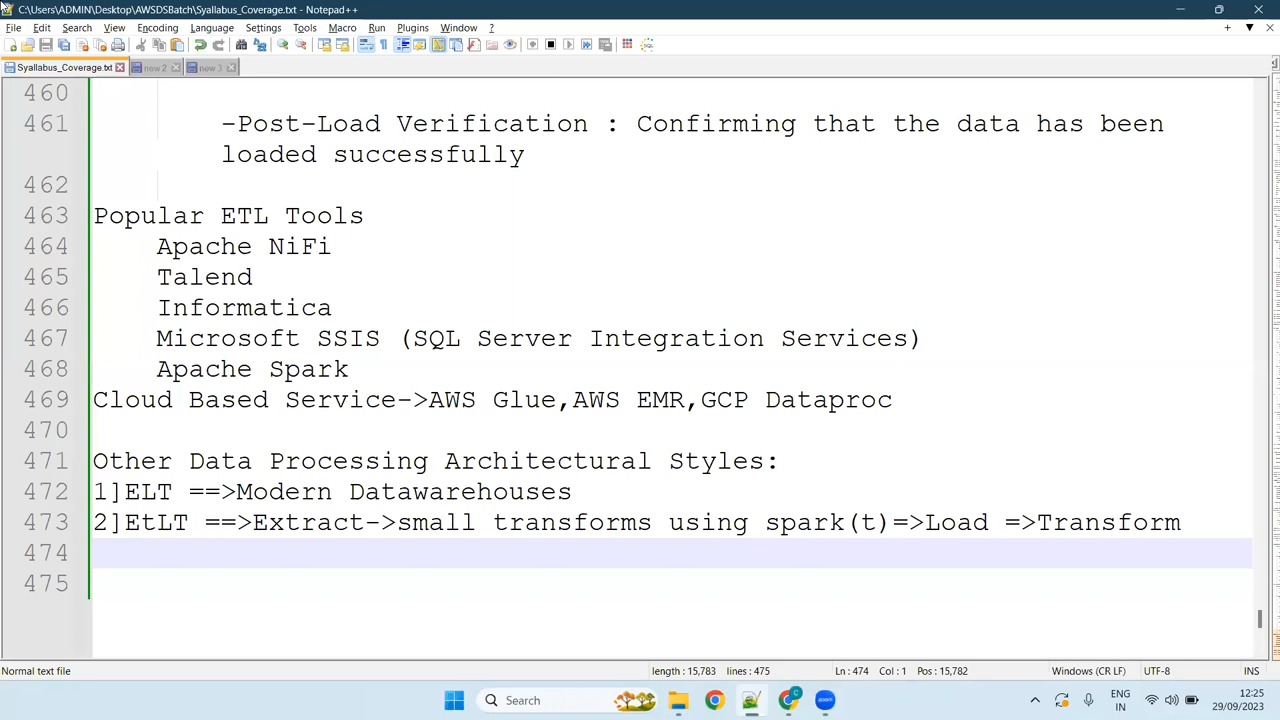 C:\Users\ADMIN\Desktop\AWSDSBatch\Syallabus_Coverage.txt - Notepad++
File Edit Search View Encoding Language Settings Tools Macro Run Plugins Window ?
Syallabus_Coverage.txt new 2 new 3
460
461 -Post-Load Verification : Confirming that the data has been
loaded successfully
462
463 Popular ETL Tools
464 Apache NiFi
465 Talend
466 Informatica
467 Microsoft SSIS (SQL Server Integration Services)
468 Apache Spark
469 Cloud Based Service->AWS Glue,AWS EMR,GCP Dataproc
470
471 Other Data Processing Architectural Styles:
472 1]ELT ==>Modern Datawarehouses
473 2]EtLT ==>Extract->small transforms using spark(t)=>Load =>Transform
474
475
Normal text file length : 15,783 lines : 475 Ln : 474 Col : 1 Pos : 15,782 Windows (CR LF) UTF-8 INS
Search ENG IN 12:25 29/09/2023